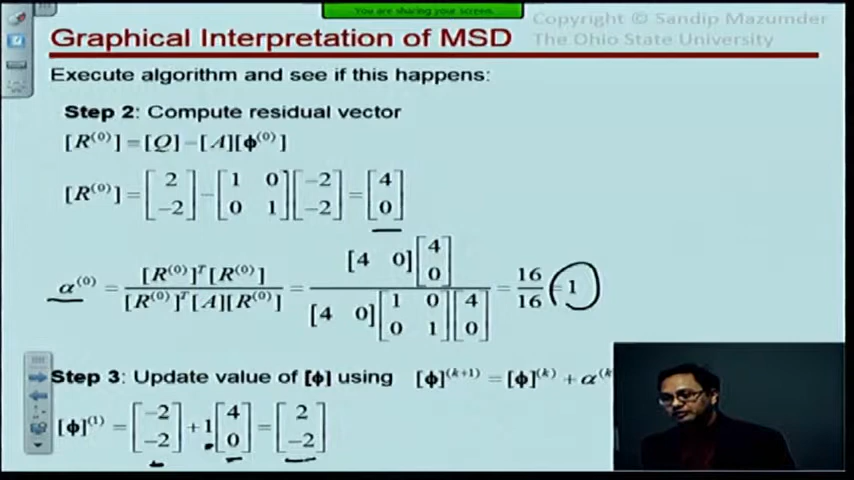 You are sharing your screen.
Copyright © Sandip Mazumder
Graphical Interpretation of MSD
The Ohio State University
Execute algorithm and see if this happens:
Step 2: Compute residual vector
[R^(0)] = [Q] − [A][ϕ^(0)]
[R^(0)] = [2 −2] − [1 0 0 1][−2 −2] = [4 0]
α^(0) = [R^(0)]^T[R^(0)] / [R^(0)]^T[A][R^(0)] = [4 0][4 0] / [4 0][1 0 0 1][4 0] = 16/16 = 1
Step 3: Update value of [ϕ] using [ϕ]^(k+1) = [ϕ]^(k) + α^(k
[ϕ]^(1) = [−2 −2] + 1[4 0] = [2 −2]